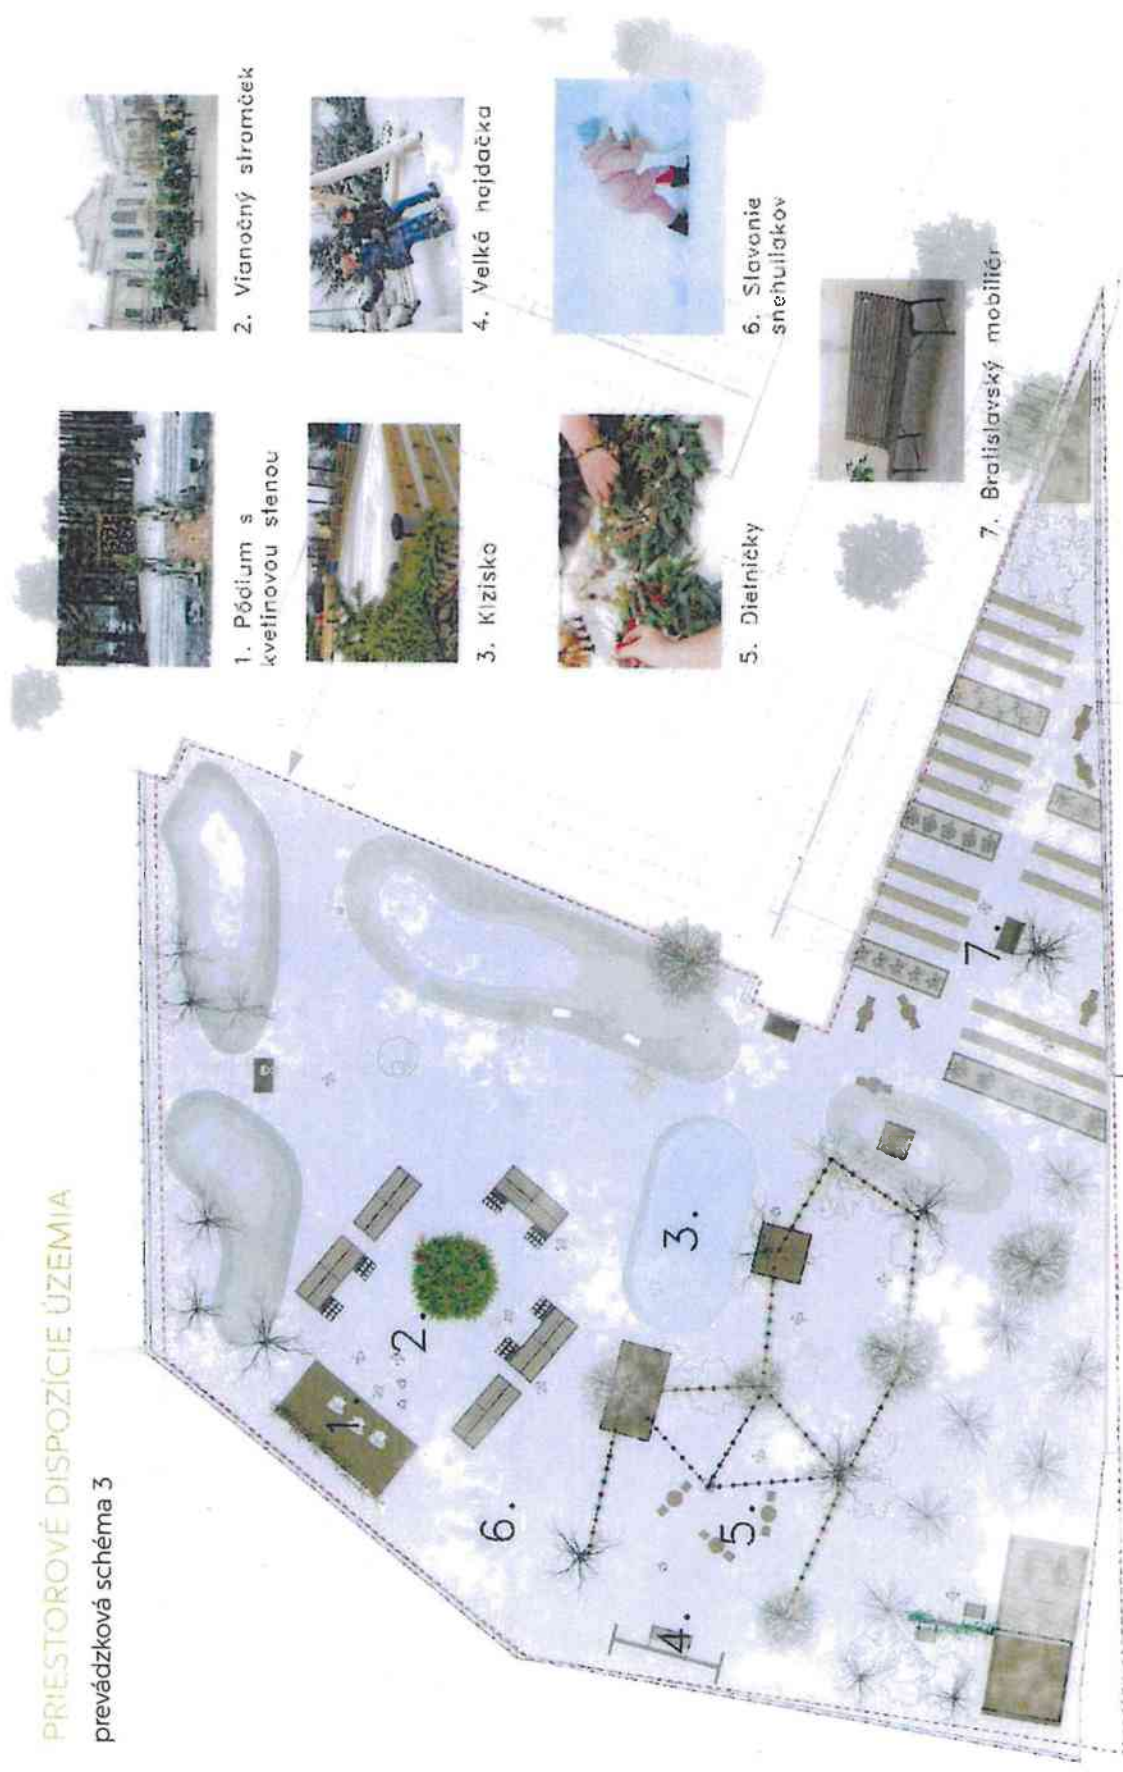 PRIESTOROVÉ DISPOZÍCIE ÚZEMIA
prevádzková schéma 3
1. Pódium s
kvetinovou stenou
2. Vianočný stromček
3. Klzisko
4. Veľká hojdačka
5. Dielničky
6. Stavanie
snehuliakov
7. Bratislavský mobiliár
1.
2.
3.
4.
5.
6.
7.